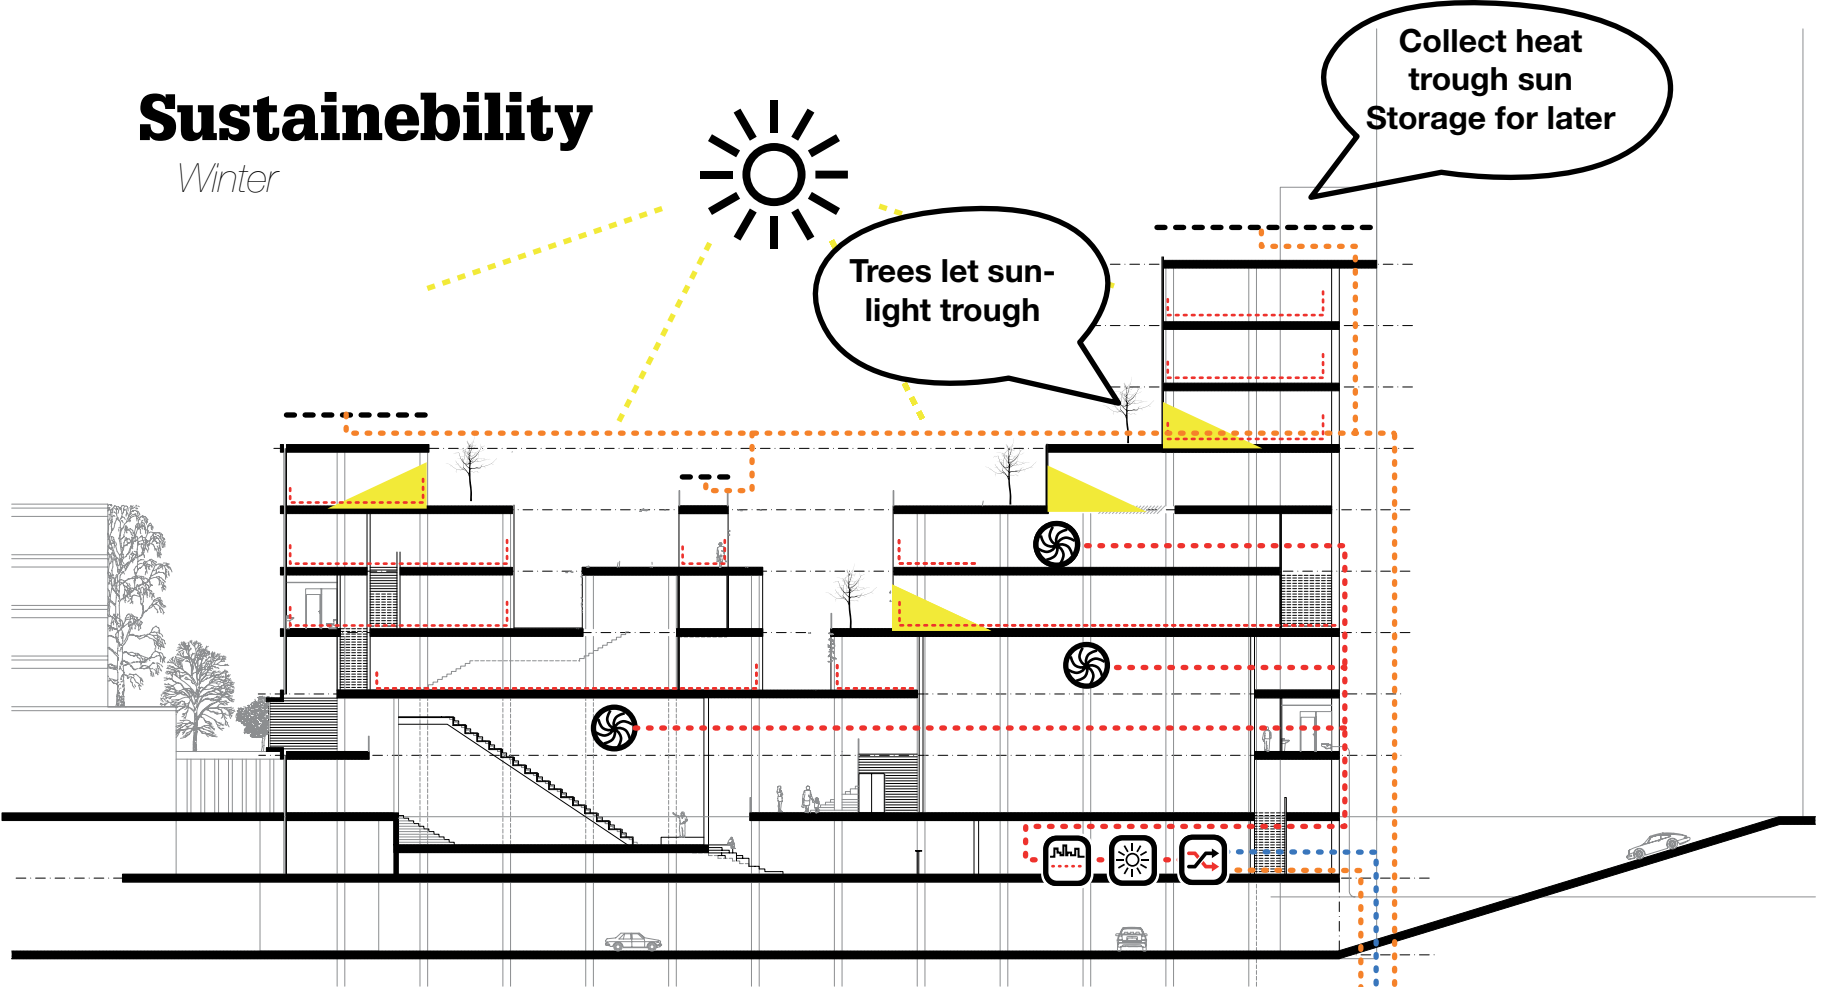 Sustainebility
Winter
Collect heat
trough sun
Storage for later
Trees let sun-
light trough